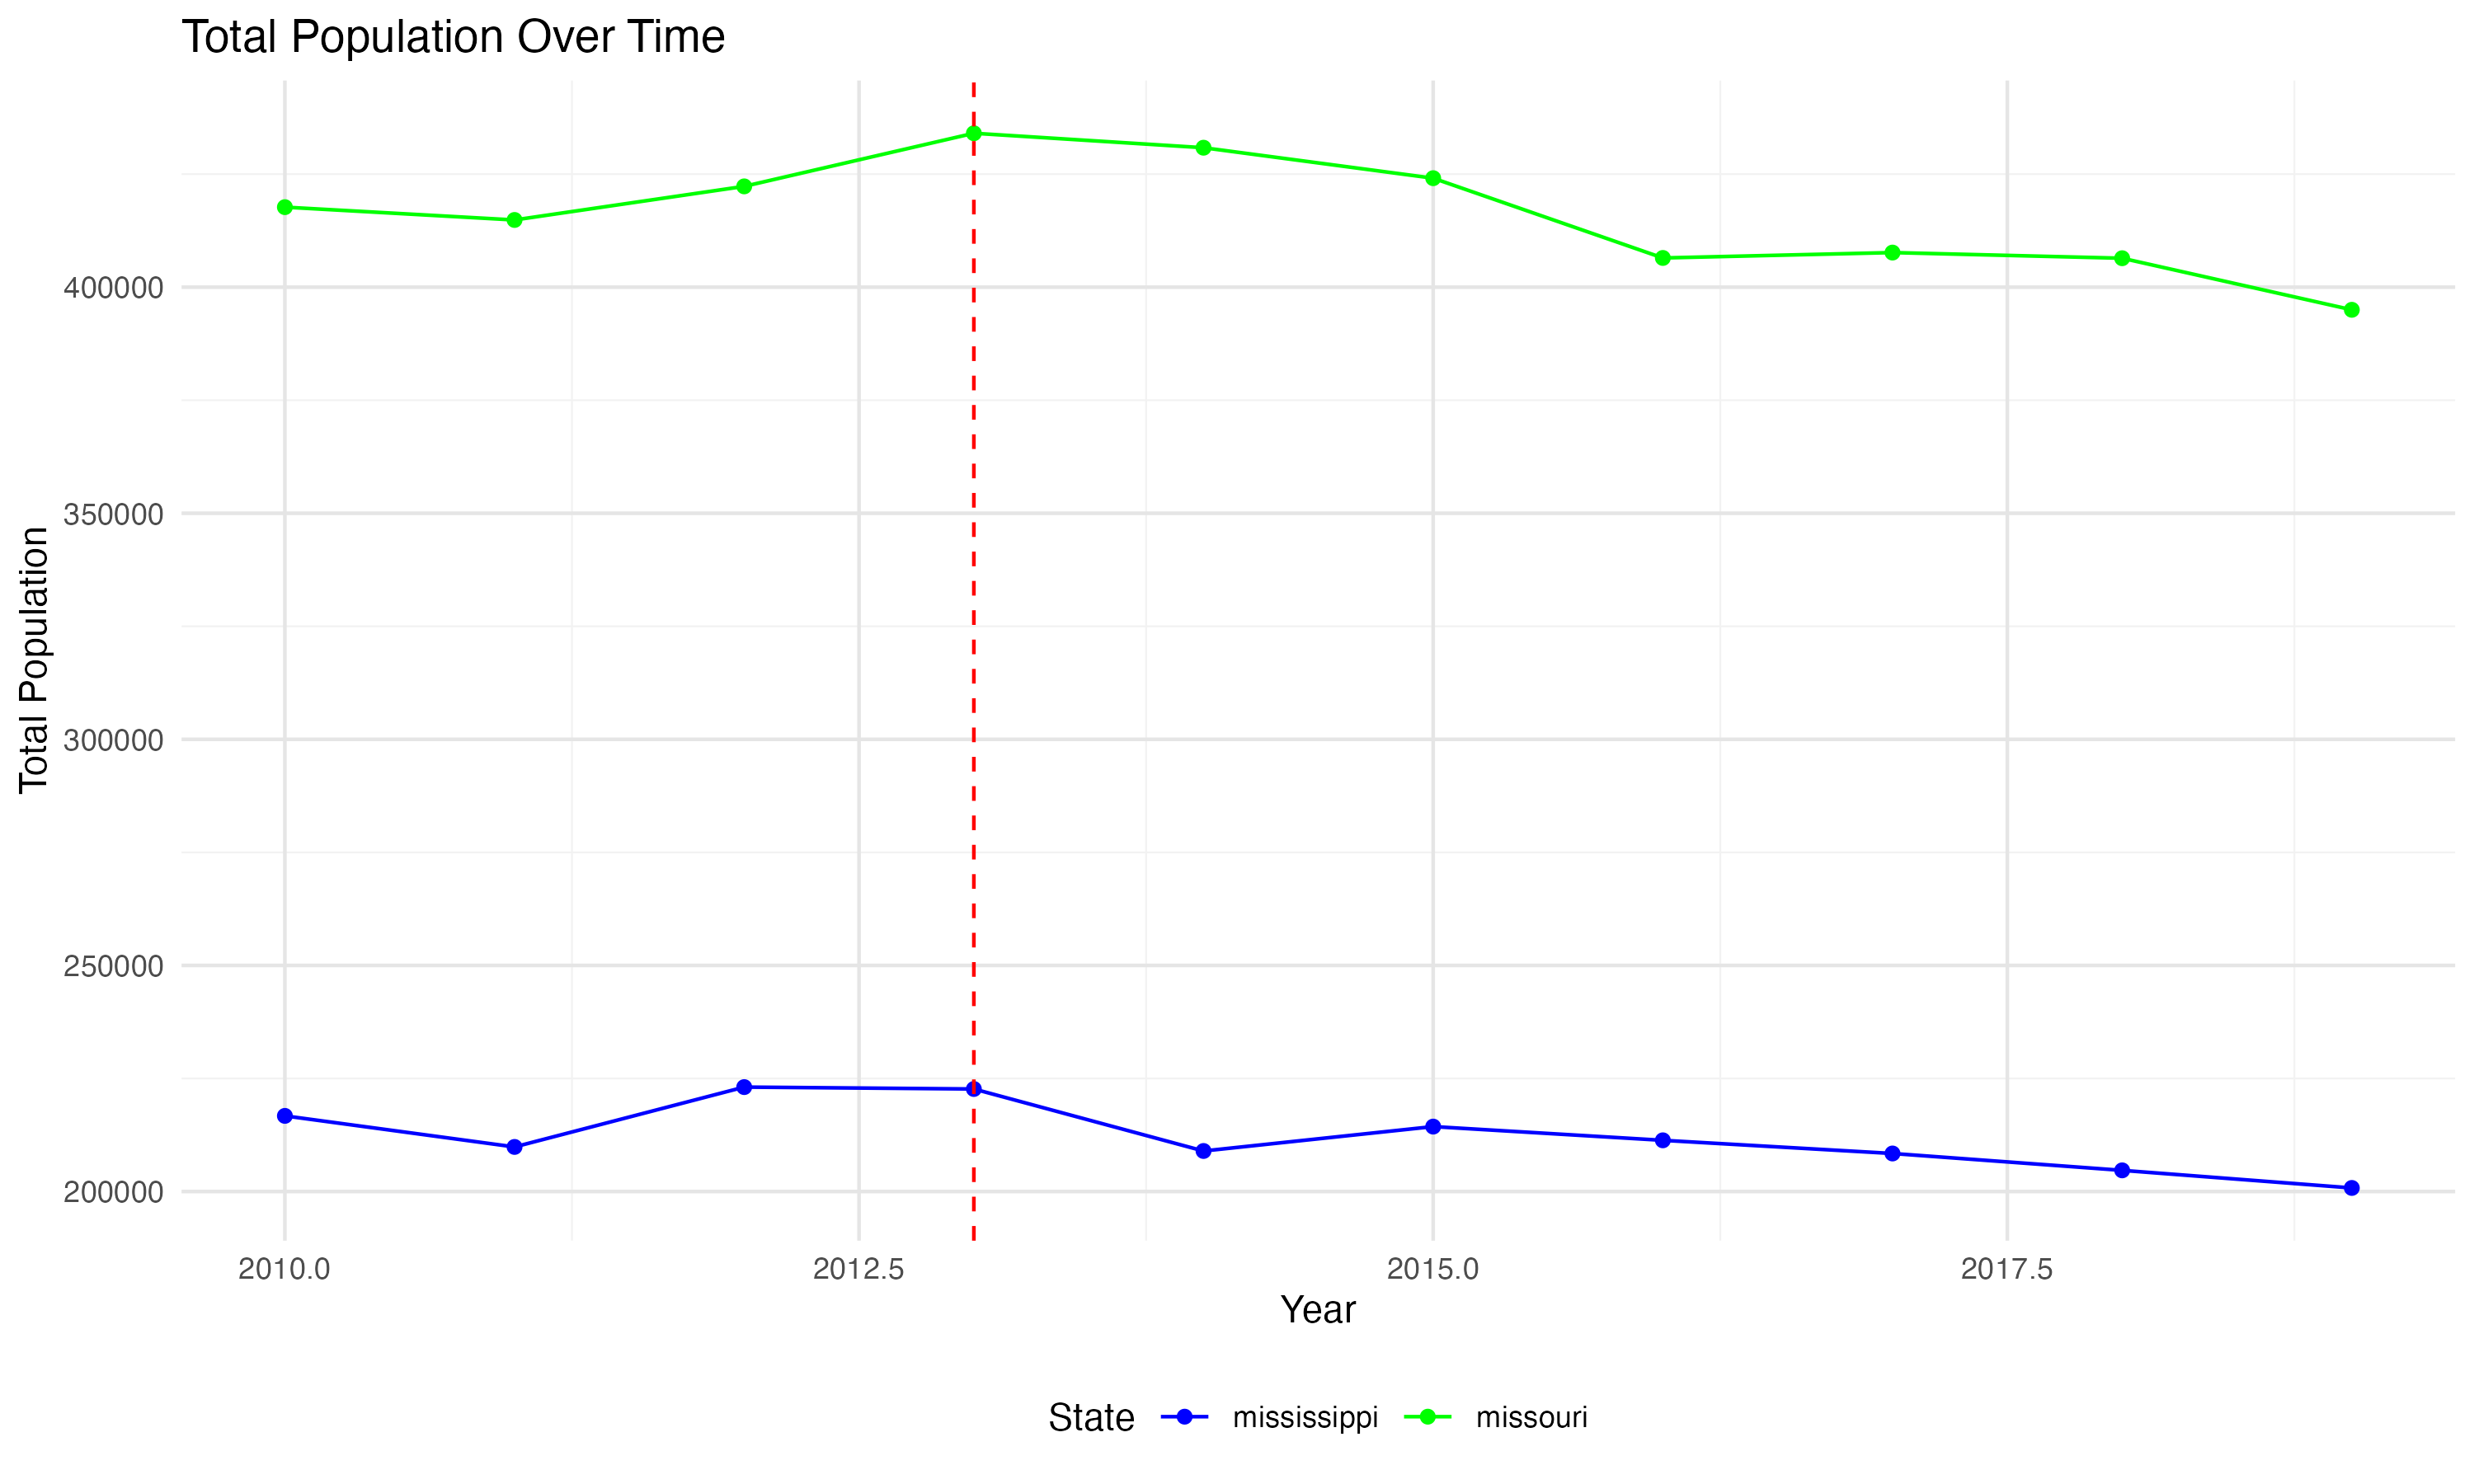 Total Population Over Time
Total Population
400000
350000
300000
250000
200000
2010.0
2012.5
2015.0
2017.5
Year
State
mississippi
missouri